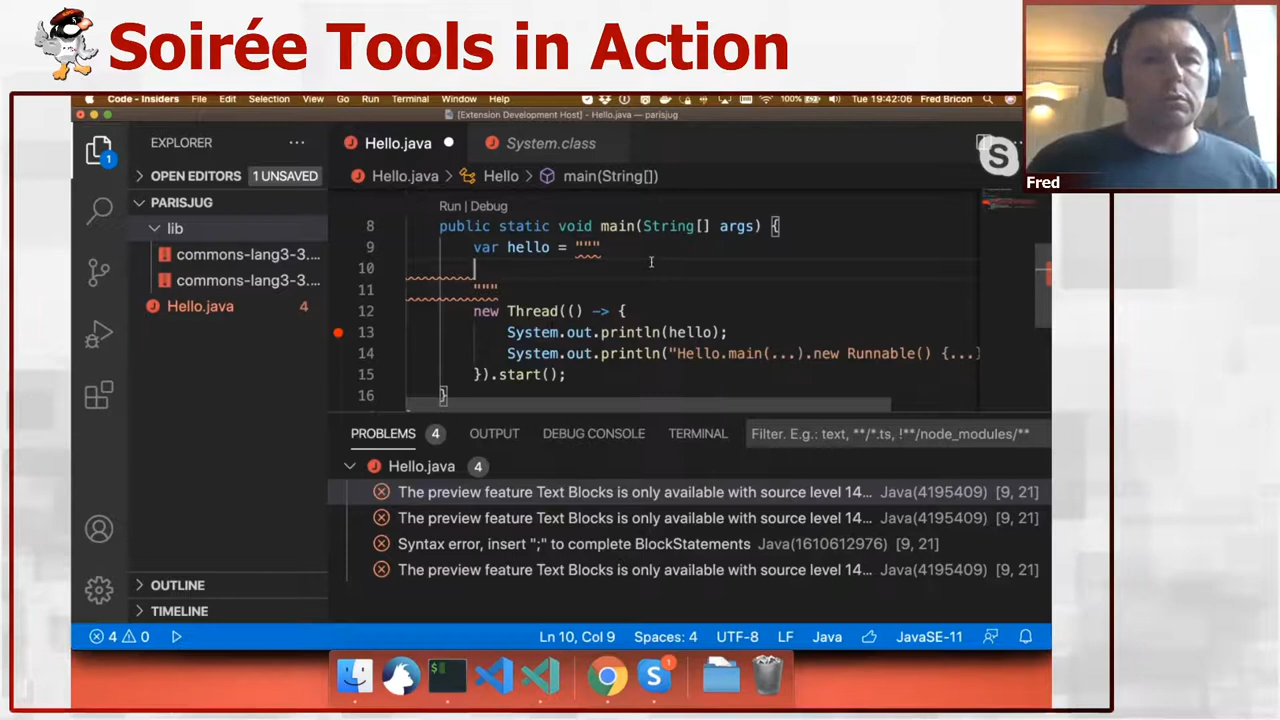 Soirée Tools in Action
Code - Insiders File Edit Selection View Go Run Terminal Window Help 100% Tue 19:42:06 Fred Bricon
[Extension Development Host] - Hello.java — parisjug
EXPLORER ...
Hello.java System.class
OPEN EDITORS 1 UNSAVED
Hello.java > Hello > main(String[])
PARISJUG
lib
commons-lang3-3....
commons-lang3-3....
Hello.java 4
OUTLINE
TIMELINE
1
Run | Debug
8 public static void main(String[] args) {
9 var hello = """
10
11 """
12 new Thread(() -> {
13 System.out.println(hello);
14 System.out.println("Hello.main(...).new Runnable() {...}
15 }).start();
16 }
PROBLEMS 4 OUTPUT DEBUG CONSOLE TERMINAL Filter. E.g.: text, **/*.ts, !**/node_modules/**
Hello.java 4
The preview feature Text Blocks is only available with source level 14... Java(4195409) [9, 21]
The preview feature Text Blocks is only available with source level 14... Java(4195409) [9, 21]
Syntax error, insert ";" to complete BlockStatements Java(1610612976) [9, 21]
The preview feature Text Blocks is only available with source level 14... Java(4195409) [9, 21]
4 0 Ln 10, Col 9 Spaces: 4 UTF-8 LF Java JavaSE-11
$
S 1
S
Fred